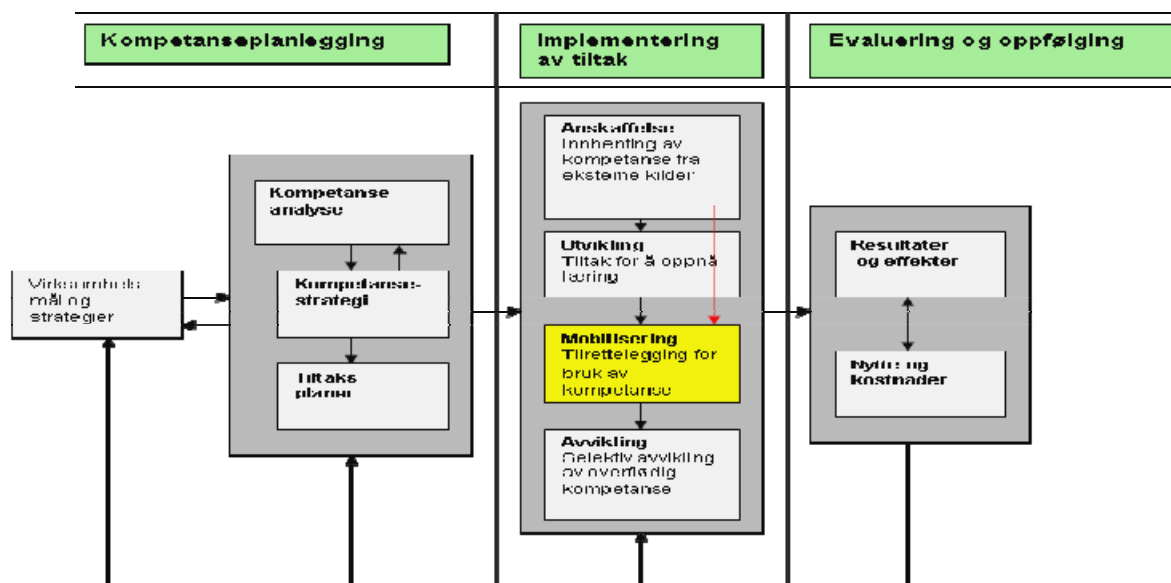 Kompetanseplanlegging
Implementering
av tiltak
Evaluering og oppfølging
Virksomhets
mål og
strategier
Kompetanse
analyse
Kompetanse-
strategi
Tiltaks
planer
Anskaffelse
Innhenting av
kompetanse fra
eksterne kilder
Utvikling
Tiltak for å oppnå
læring
Mobilisering
Tilrettelegging for
bruk av
kompetanse
Avvikling
Selektiv avvikling
av overflødig
kompetanse
Resultater
og effekter
Nytte og
kostnader